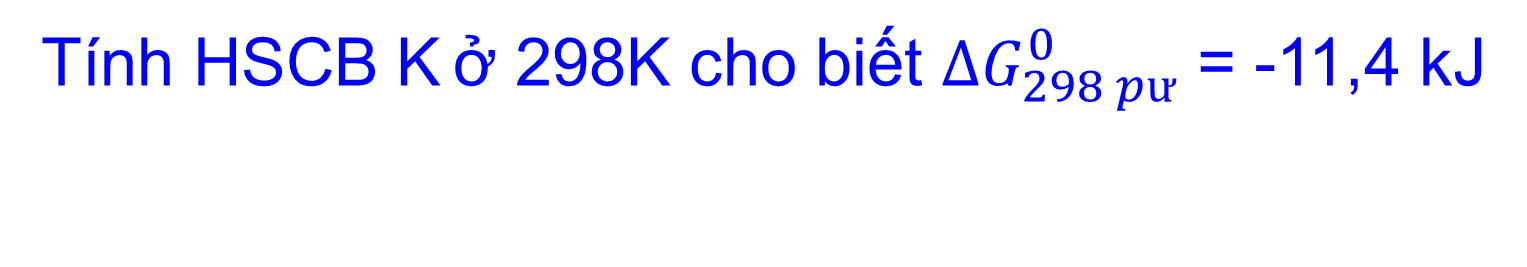 Tính HSCB K ở 298K cho biết ΔG⁰₂₉₈ ₚư = -11,4 kJ